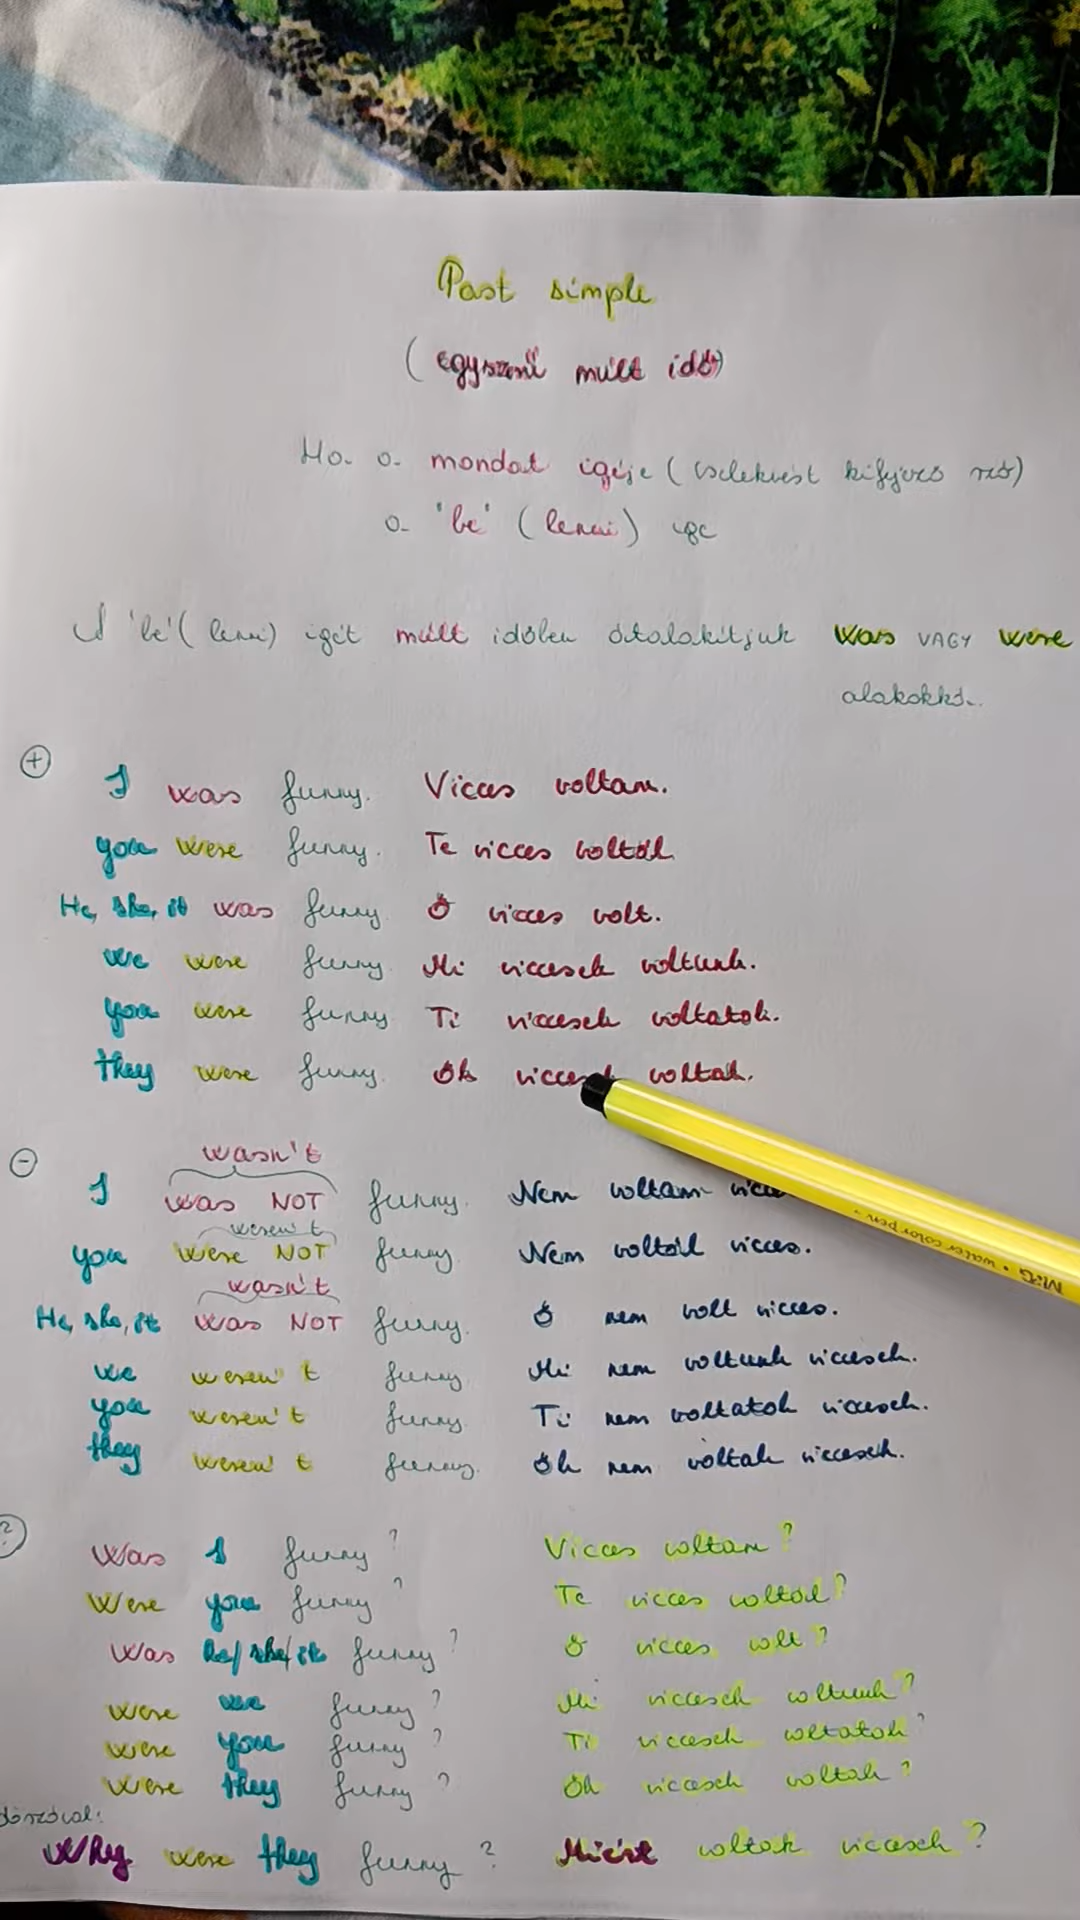 Past simple
(egyszerű múlt idő)
Ha a mondat igéje (cselekvést kifejező szó)
a 'be' (lenni) ige
A 'be' (lenni) igét múlt időben átalakítjuk was VAGY were
alakokká.
+
I was funny. Vicces voltam.
you were funny. Te vicces voltál
He, she, it was funny Ő vicces volt.
we were funny. Mi viccesek voltunk.
you were funny Ti viccesek voltatok.
they were funny. Ők viccesek voltak.
-
wasn't
I was NOT funny. Nem voltam
weren't
you were NOT funny. Nem voltál vicces.
wasn't
He, she, it was NOT funny. Ő nem volt vicces.
we weren't funny Mi nem voltunk viccesek.
you weren't funny. Ti nem voltatok viccesek.
they weren't funny. Ők nem voltak viccesek.
?
Was I funny? Vicces voltam?
Were you funny? Te vicces voltál?
Was he/she/it funny? Ő vicces volt?
were we funny? Mi viccesek voltunk?
were you funny? Ti viccesek voltatok?
were they funny? Ők viccesek voltak?
Why were they funny? Miért voltak viccesek?
MG • water color pen